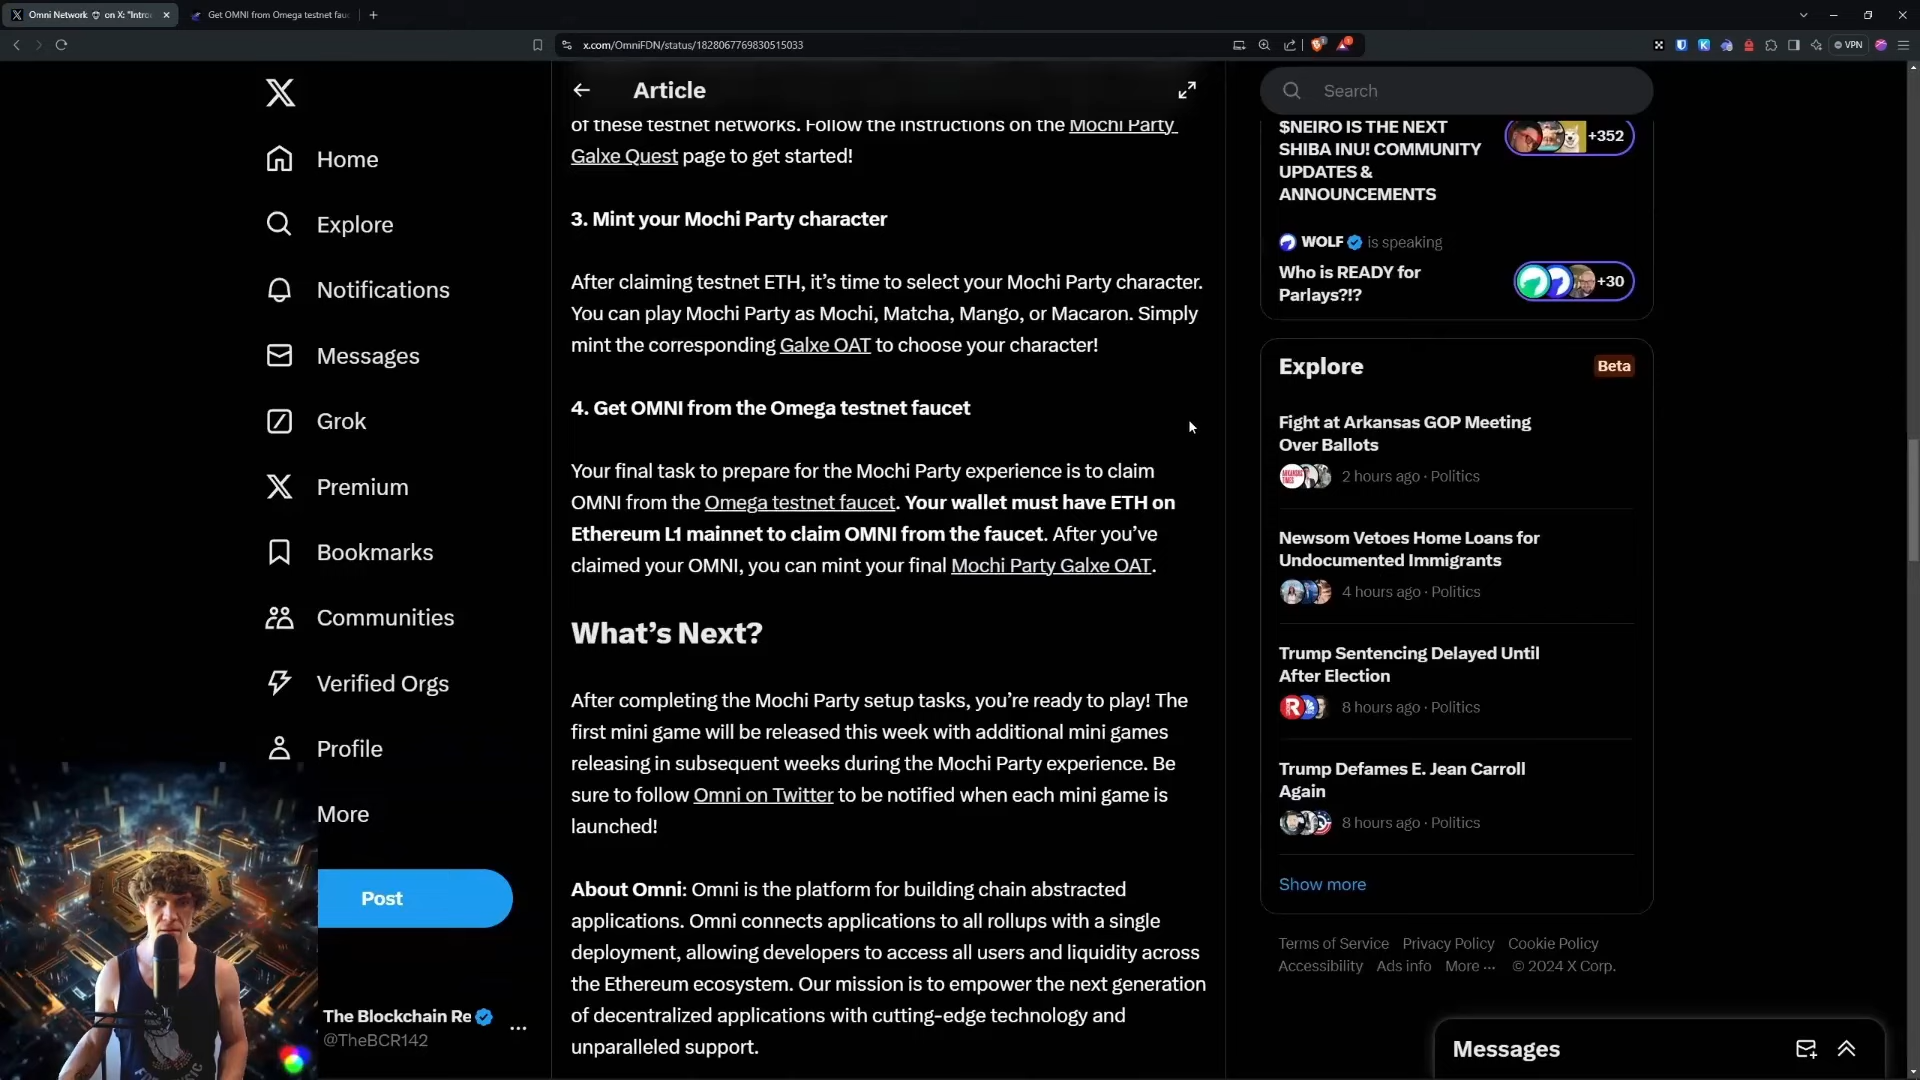 Omni Network on X: "Intro
Get OMNI from Omega testnet fau
x.com/OmniFDN/status/1828067769830515033
VPN
Home
Explore
Notifications
Messages
Grok
Premium
Bookmarks
Communities
Verified Orgs
Profile
More
Post
The Blockchain Re
@TheBCR142
Article
of these testnet networks. Follow the instructions on the Mochi Party
Galxe Quest page to get started!
3. Mint your Mochi Party character
After claiming testnet ETH, it’s time to select your Mochi Party character.
You can play Mochi Party as Mochi, Matcha, Mango, or Macaron. Simply
mint the corresponding Galxe OAT to choose your character!
4. Get OMNI from the Omega testnet faucet
Your final task to prepare for the Mochi Party experience is to claim
OMNI from the Omega testnet faucet. Your wallet must have ETH on
Ethereum L1 mainnet to claim OMNI from the faucet. After you’ve
claimed your OMNI, you can mint your final Mochi Party Galxe OAT.
What’s Next?
After completing the Mochi Party setup tasks, you’re ready to play! The
first mini game will be released this week with additional mini games
releasing in subsequent weeks during the Mochi Party experience. Be
sure to follow Omni on Twitter to be notified when each mini game is
launched!
About Omni: Omni is the platform for building chain abstracted
applications. Omni connects applications to all rollups with a single
deployment, allowing developers to access all users and liquidity across
the Ethereum ecosystem. Our mission is to empower the next generation
of decentralized applications with cutting-edge technology and
unparalleled support.
Search
$NEIRO IS THE NEXT
SHIBA INU! COMMUNITY
UPDATES &
ANNOUNCEMENTS
+352
WOLF is speaking
Who is READY for
Parlays?!?
+30
Explore
Beta
Fight at Arkansas GOP Meeting
Over Ballots
2 hours ago · Politics
Newsom Vetoes Home Loans for
Undocumented Immigrants
4 hours ago · Politics
Trump Sentencing Delayed Until
After Election
8 hours ago · Politics
Trump Defames E. Jean Carroll
Again
8 hours ago · Politics
Show more
Terms of Service Privacy Policy Cookie Policy
Accessibility Ads info More ··· © 2024 X Corp.
Messages